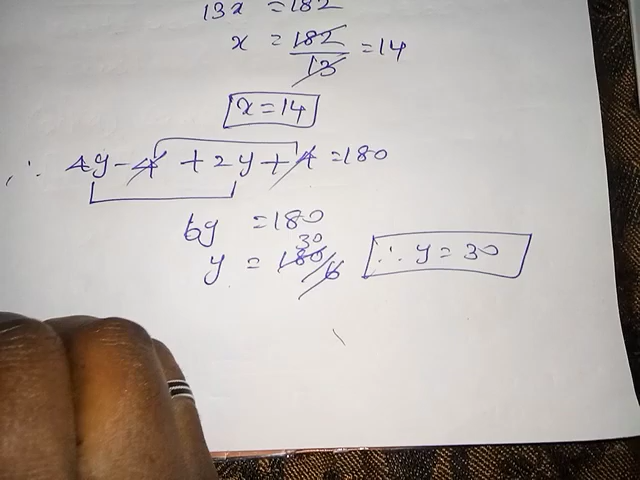 13x = 182
x = 182/13 = 14
x = 14
∴ 4y - 4 + 2y + 4 = 180
6y = 180
y = 180/6 30 ∴ y = 30